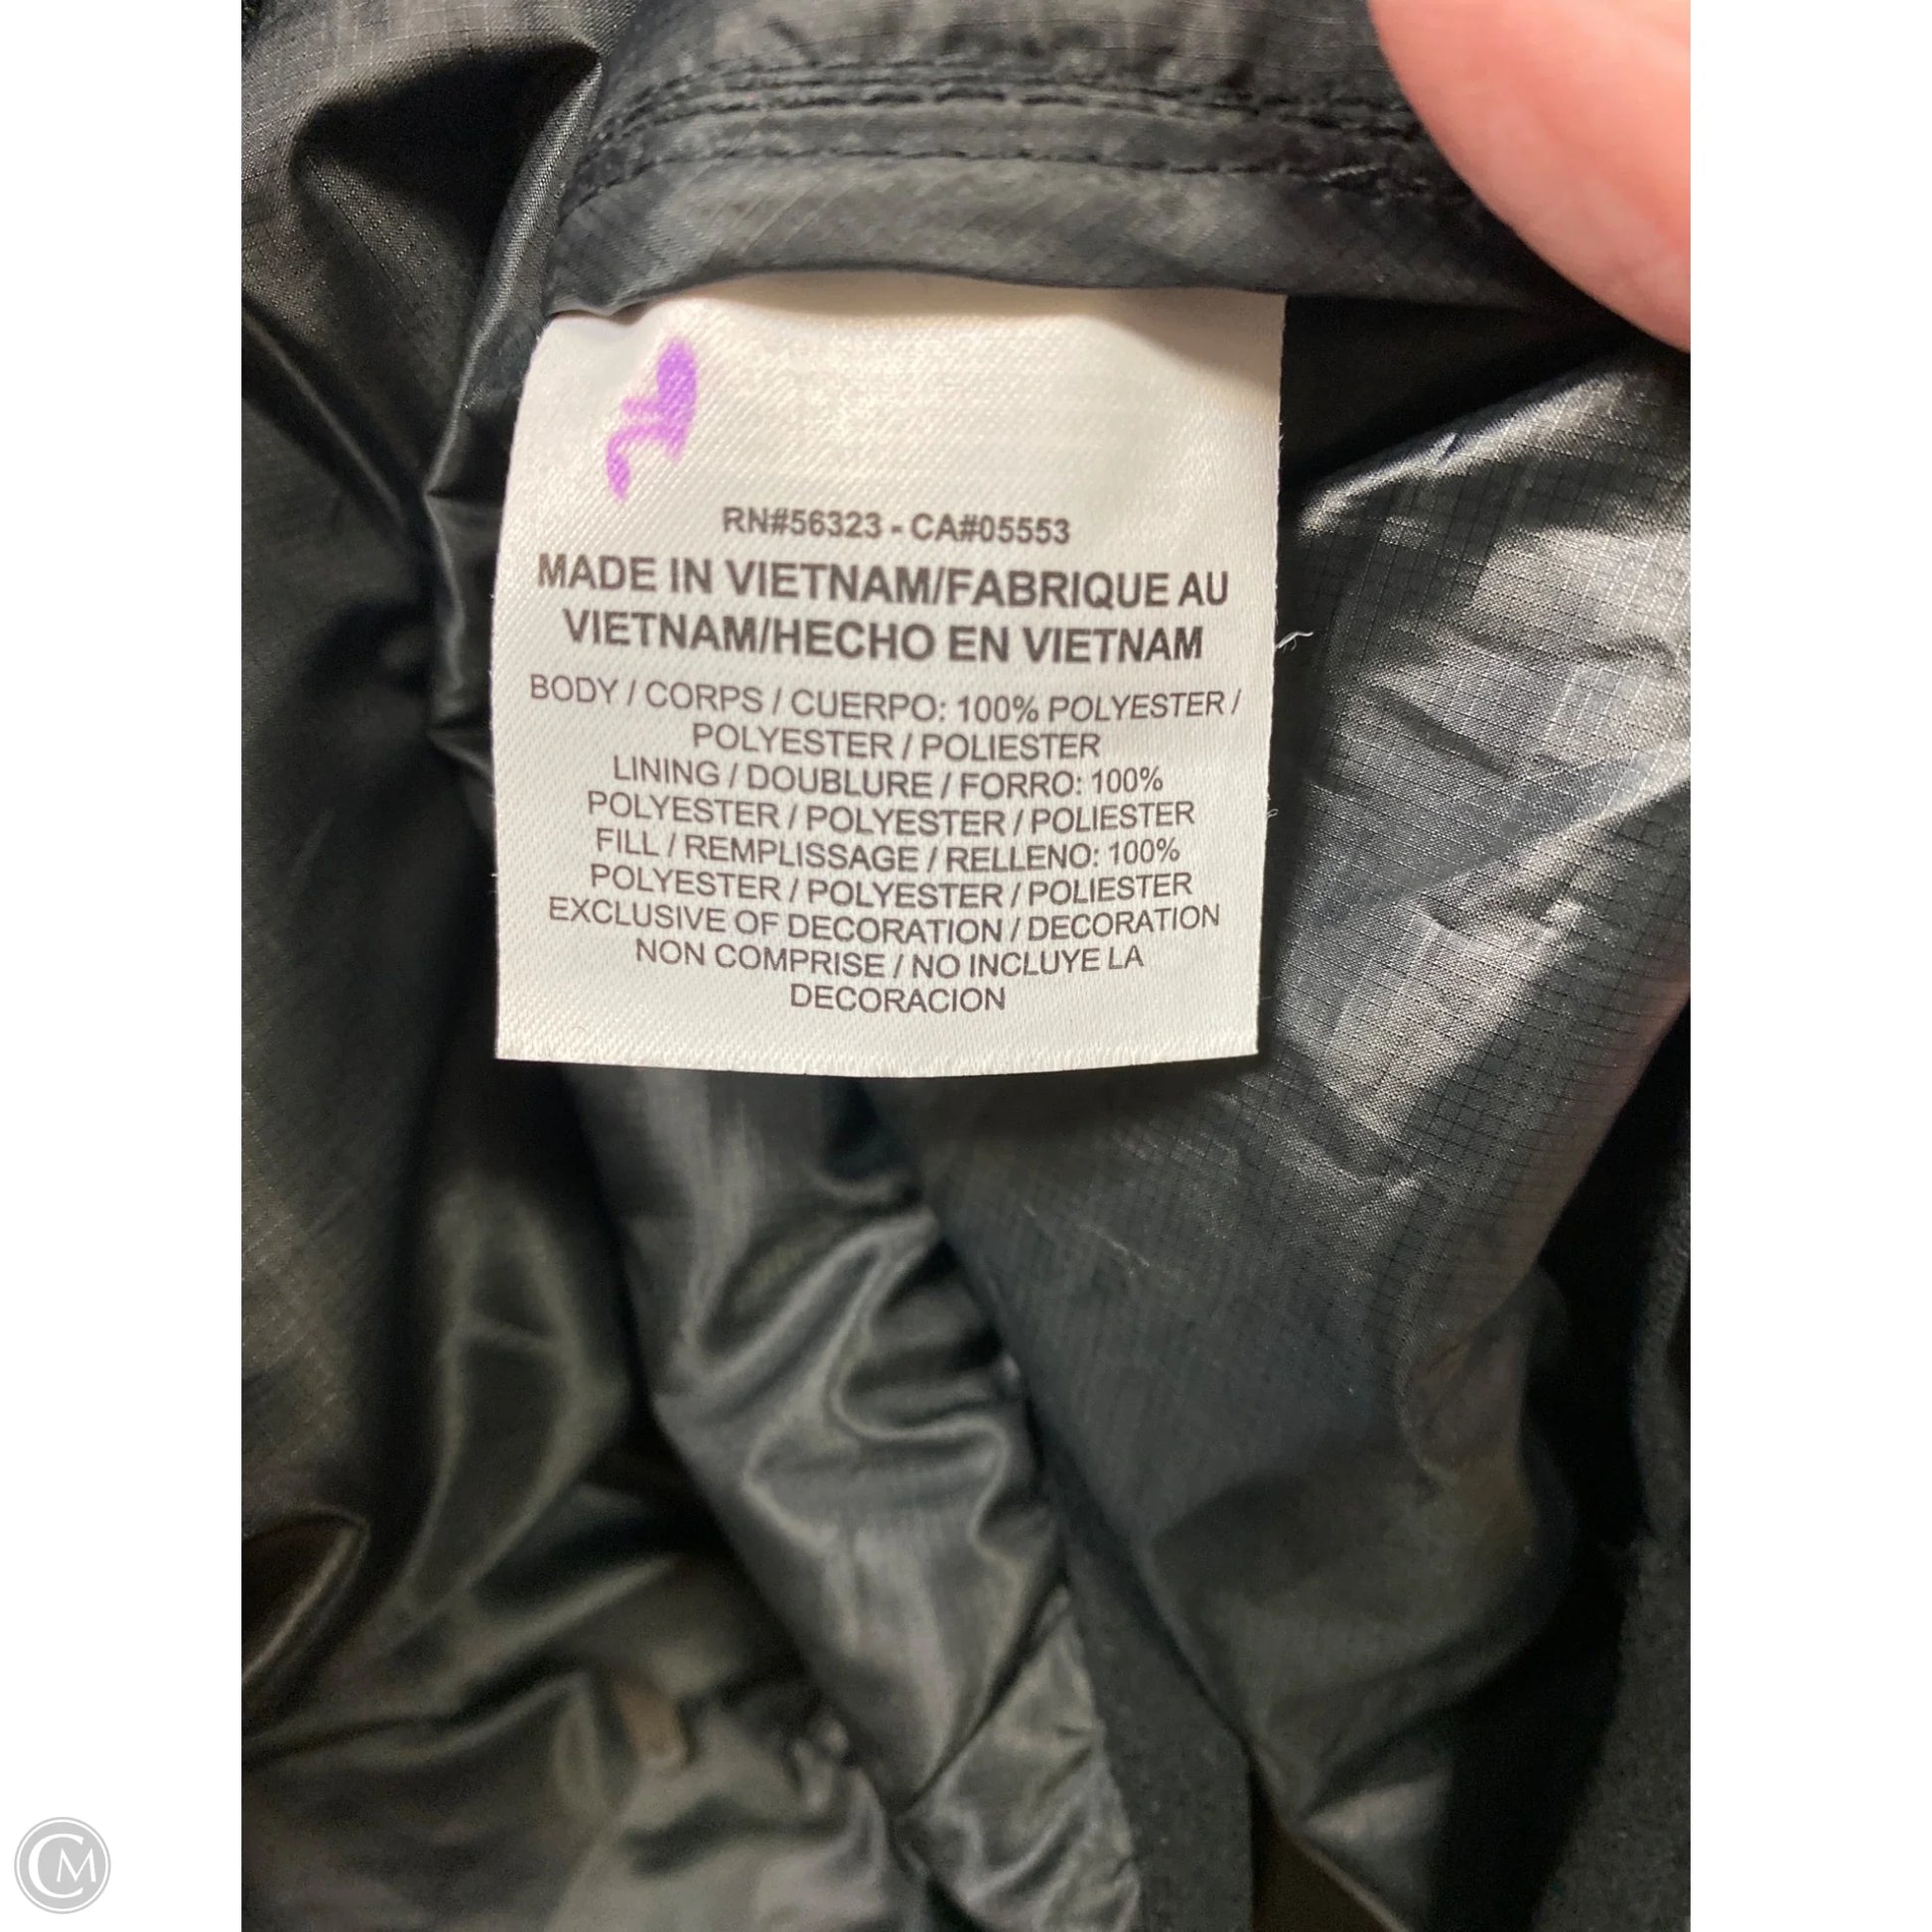 RN#56323 - CA#05553
MADE IN VIETNAM/FABRIQUE AU
VIETNAM/HECHO EN VIETNAM
BODY / CORPS / CUERPO: 100% POLYESTER /
POLYESTER / POLIESTER
LINING / DOUBLURE / FORRO: 100%
POLYESTER / POLYESTER / POLIESTER
FILL / REMPLISSAGE / RELLENO: 100%
POLYESTER / POLYESTER / POLIESTER
EXCLUSIVE OF DECORATION / DECORATION
NON COMPRISE / NO INCLUYE LA
DECORACION
CM